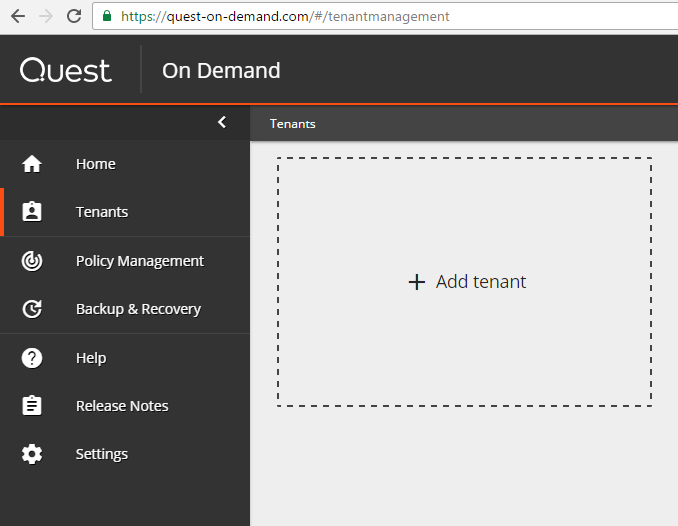 https://quest-on-demand.com/#/tenantmanagement
Quest
On Demand
Tenants
Home
Tenants
Policy Management
Backup & Recovery
Help
Release Notes
Settings
+ Add tenant